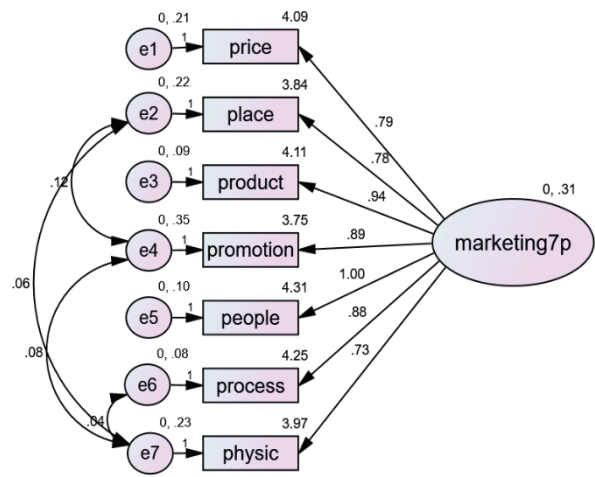 0, .21
4.09
e1
1
price
0, .22
3.84
e2
1
place
.79
.78
0, .09
4.11
.12
e3
1
product
.94
0, .31
0, .35
3.75
e4
1
promotion
.89
marketing7p
.06
0, .10
4.31
1.00
e5
1
people
.88
.08
0, .08
4.25
.73
e6
1
process
.04
0, .23
3.97
e7
1
physic